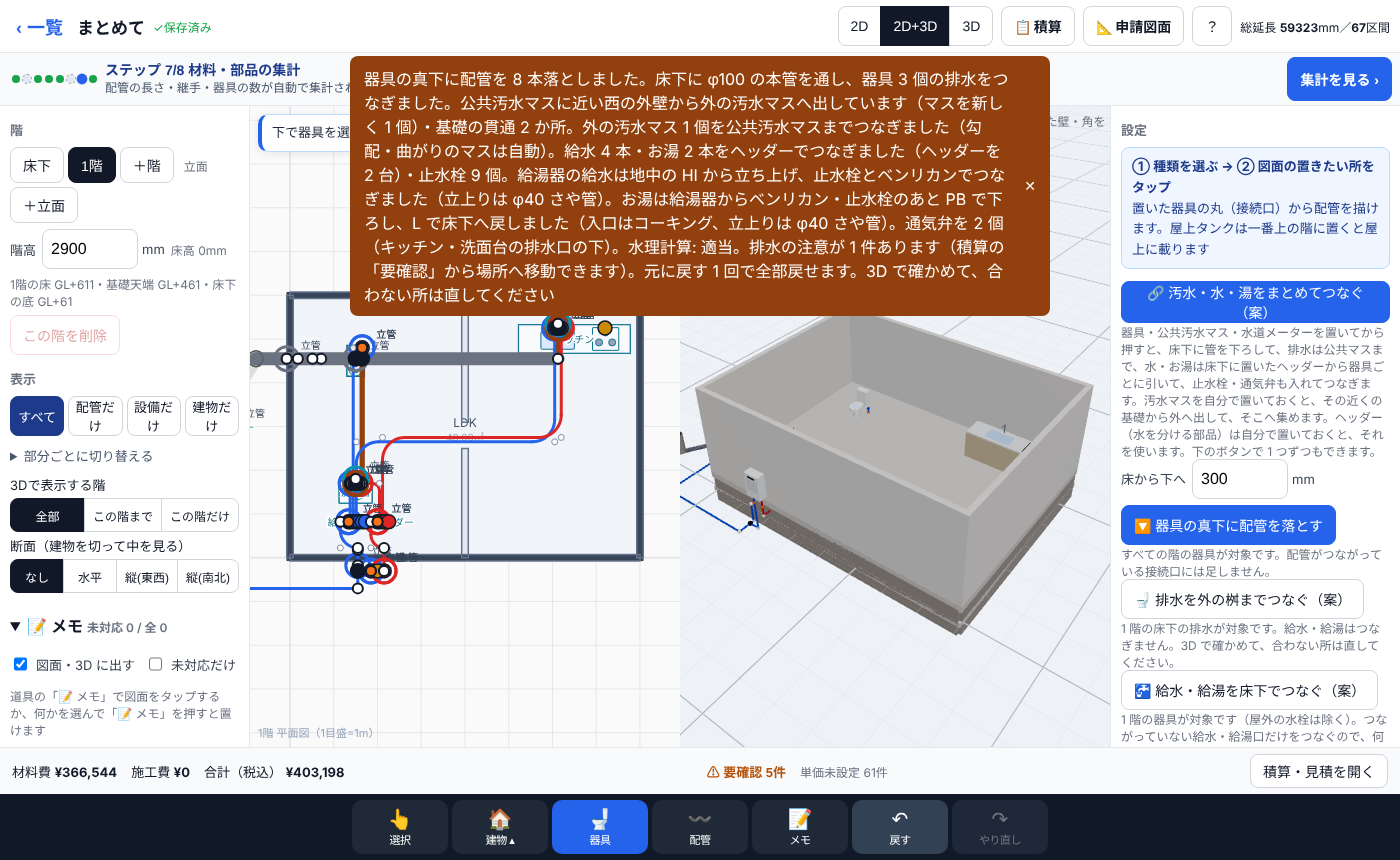 ‹ 一覧 まとめて ✓保存済み
2D 2D+3D 3D 📋 積算 📐 申請図面 ? 総延長 59323mm／67区間
ステップ 7/8 材料・部品の集計
配管の長さ・継手・器具の数が自動で集計され
集計を見る ›
器具の真下に配管を 8 本落としました。床下に φ100 の本管を通し、器具 3 個の排水をつ
なぎました。公共汚水マスに近い西の外壁から外の汚水マスへ出しています（マスを新し
く 1 個）・基礎の貫通 2 か所。外の汚水マス 1 個を公共汚水マスまでつなぎました（勾
配・曲がりのマスは自動）。給水 4 本・お湯 2 本をヘッダーでつなぎました（ヘッダーを
2 台）・止水栓 9 個。給湯器の給水は地中の HI から立ち上げ、止水栓とベンリカンでつな
ぎました（立上りは φ40 さや管）。お湯は給湯器からベンリカン・止水栓のあと PB で下
ろし、L で床下へ戻しました（入口はコーキング、立上りは φ40 さや管）。通気弁を 2 個
（キッチン・洗面台の排水口の下）。水理計算: 適当。排水の注意が 1 件あります（積算の
「要確認」から場所へ移動できます）。元に戻す 1 回で全部戻せます。3D で確かめて、合
わない所は直してください
×
階
床下 1階 ＋階 立面
＋立面
階高 2900 mm 床高 0mm
1階の床 GL+611・基礎天端 GL+461・床下
の底 GL+61
この階を削除
表示
すべて 配管だけ 設備だけ 建物だけ
▶ 部分ごとに切り替える
3Dで表示する階
全部 この階まで この階だけ
断面（建物を切って中を見る）
なし 水平 縦(東西) 縦(南北)
▼ 📝 メモ 未対応 0 / 全 0
図面・3D に出す 未対応だけ
道具の「📝 メモ」で図面をタップする
か、何かを選んで「📝 メモ」を押すと置
けます
下で器具を選
た壁・角を
立管
立管
立管
LDK
立管
立管
1階 平面図（1目盛=1m）
設定
① 種類を選ぶ → ② 図面の置きたい所を
タップ
置いた器具の丸（接続口）から配管を描け
ます。屋上タンクは一番上の階に置くと屋
上に載ります
🔗 汚水・水・湯をまとめてつなぐ
（案）
器具・公共汚水マス・水道メーターを置いてから
押すと、床下に管を下ろして、排水は公共マスま
で、水・お湯は床下に置いたヘッダーから器具ご
とに引いて、止水栓・通気弁も入れてつなぎま
す。汚水マスを自分で置いておくと、その近くの
基礎から外へ出して、そこへ集めます。ヘッダー
（水を分ける部品）は自分で置いておくと、それ
を使います。下のボタンで 1 つずつもできます。
床から下へ 300 mm
🔽 器具の真下に配管を落とす
すべての階の器具が対象です。配管がつながって
いる接続口には足しません。
🚽 排水を外の桝までつなぐ（案）
1 階の床下の排水が対象です。給水・給湯はつな
ぎません。3D で確かめて、合わない所は直して
ください。
🚰 給水・給湯を床下でつなぐ（案）
1 階の器具が対象です（屋外の水栓は除く）。つな
がっていない給水・給湯口だけをつなぐので、何
材料費 ¥366,544 施工費 ¥0 合計（税込） ¥403,198
⚠ 要確認 5件 単価未設定 61件
積算・見積を開く
選択 建物▴ 器具 配管 メモ 戻す やり直し